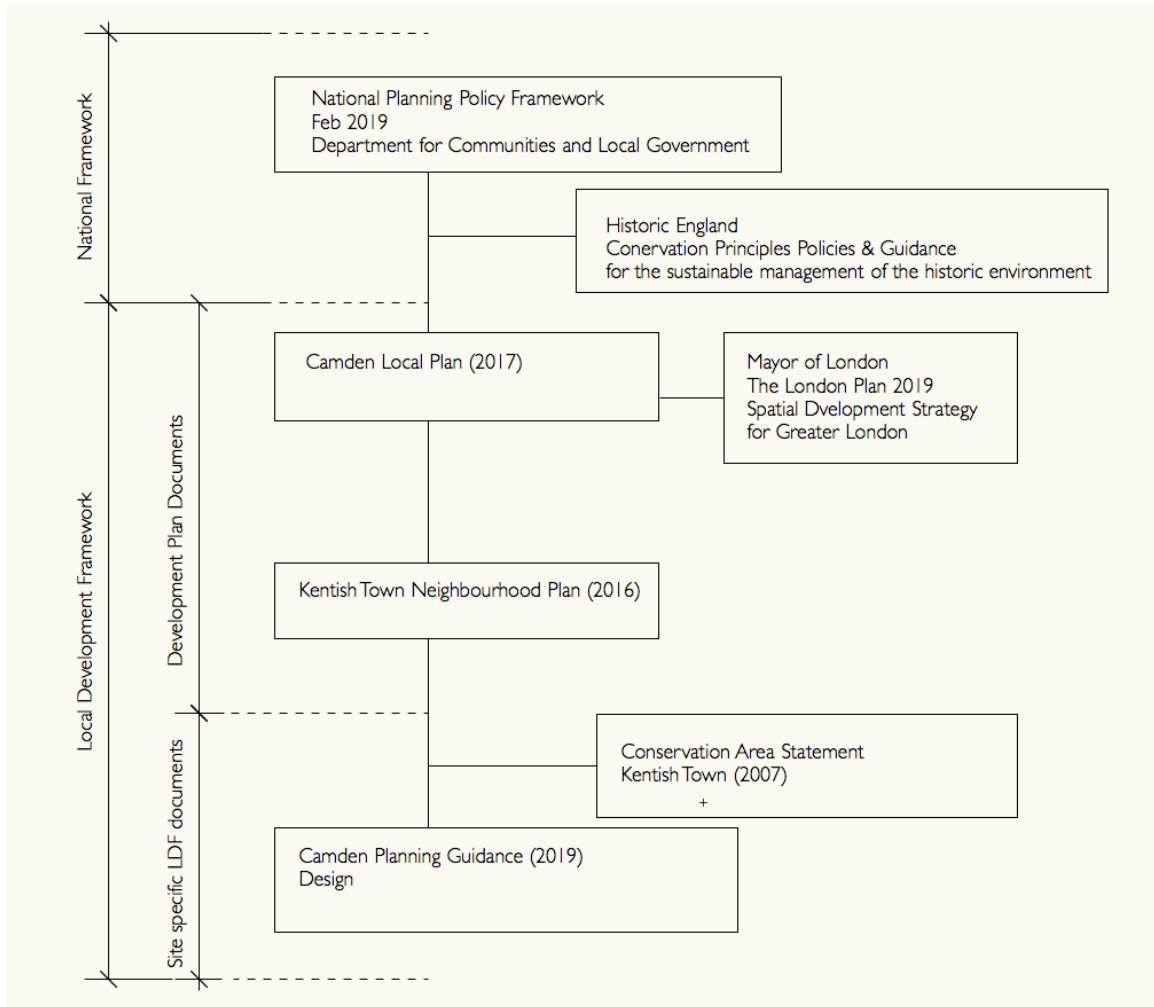 National Framework
National Planning Policy Framework
Feb 2019
Department for Communities and Local Government
Historic England
Conervation Principles Policies & Guidance
for the sustainable management of the historic environment
Local Development Framework
Development Plan Documents
Camden Local Plan (2017)
Mayor of London
The London Plan 2019
Spatial Dvelopment Strategy
for Greater London
Kentish Town Neighbourhood Plan (2016)
Site specific LDF documents
Conservation Area Statement
Kentish Town (2007)
+
Camden Planning Guidance (2019)
Design